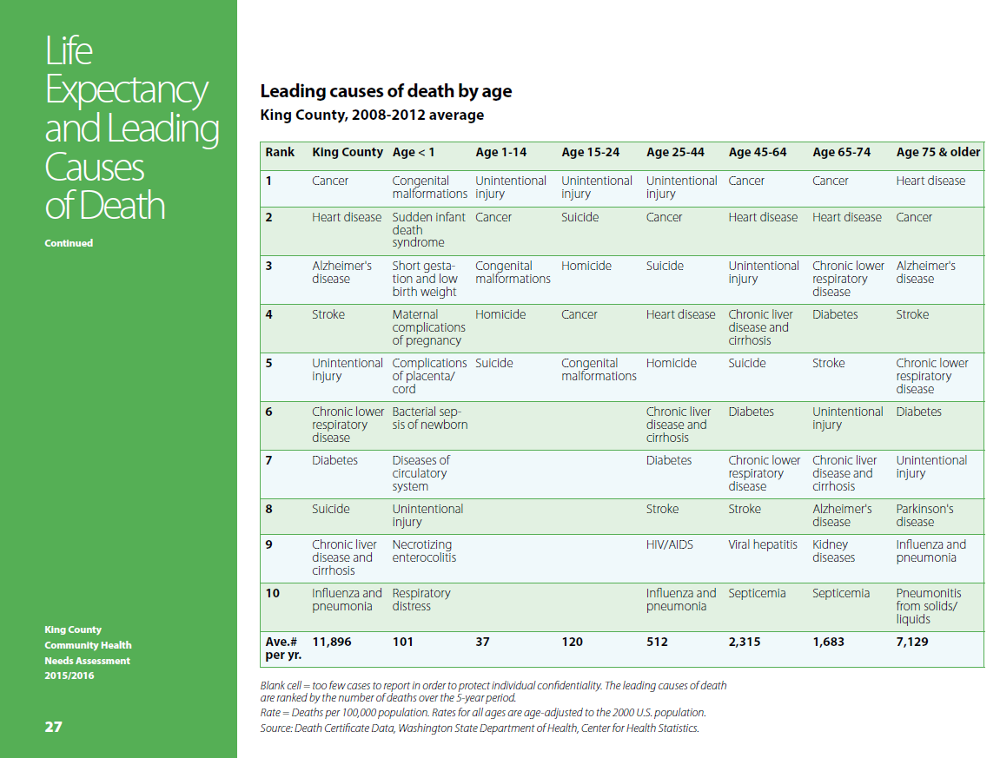 Life
Expectancy
and Leading
Causes
of Death
Continued
King County
Community Health
Needs Assessment
2015/2016
27
Leading causes of death by age
King County, 2008-2012 average
Rank King County Age < 1 Age 1-14 Age 15-24 Age 25-44 Age 45-64 Age 65-74 Age 75 & older
1 Cancer Congenital Unintentional Unintentional Unintentional Cancer Cancer Heart disease
malformations injury injury injury
2 Heart disease Sudden infant Cancer Suicide Cancer Heart disease Heart disease Cancer
death
syndrome
3 Alzheimer's Short gesta- Congenital Homicide Suicide Unintentional Chronic lower Alzheimer's
disease tion and low malformations injury respiratory disease
birth weight disease
4 Stroke Maternal Homicide Cancer Heart disease Chronic liver Diabetes Stroke
complications disease and
of pregnancy cirrhosis
5 Unintentional Complications Suicide Congenital Homicide Suicide Stroke Chronic lower
injury of placenta/ malformations respiratory
cord disease
6 Chronic lower Bacterial sep- Chronic liver Diabetes Unintentional Diabetes
respiratory sis of newborn disease and injury
disease cirrhosis
7 Diabetes Diseases of Diabetes Chronic lower Chronic liver Unintentional
circulatory respiratory disease and injury
system disease cirrhosis
8 Suicide Unintentional Stroke Stroke Alzheimer's Parkinson's
injury disease disease
9 Chronic liver Necrotizing HIV/AIDS Viral hepatitis Kidney Influenza and
disease and enterocolitis diseases pneumonia
cirrhosis
10 Influenza and Respiratory Influenza and Septicemia Septicemia Pneumonitis
pneumonia distress pneumonia from solids/
liquids
Ave.# 11,896 101 37 120 512 2,315 1,683 7,129
per yr.
Blank cell = too few cases to report in order to protect individual confidentiality. The leading causes of death
are ranked by the number of deaths over the 5-year period.
Rate = Deaths per 100,000 population. Rates for all ages are age-adjusted to the 2000 U.S. population.
Source: Death Certificate Data, Washington State Department of Health, Center for Health Statistics.